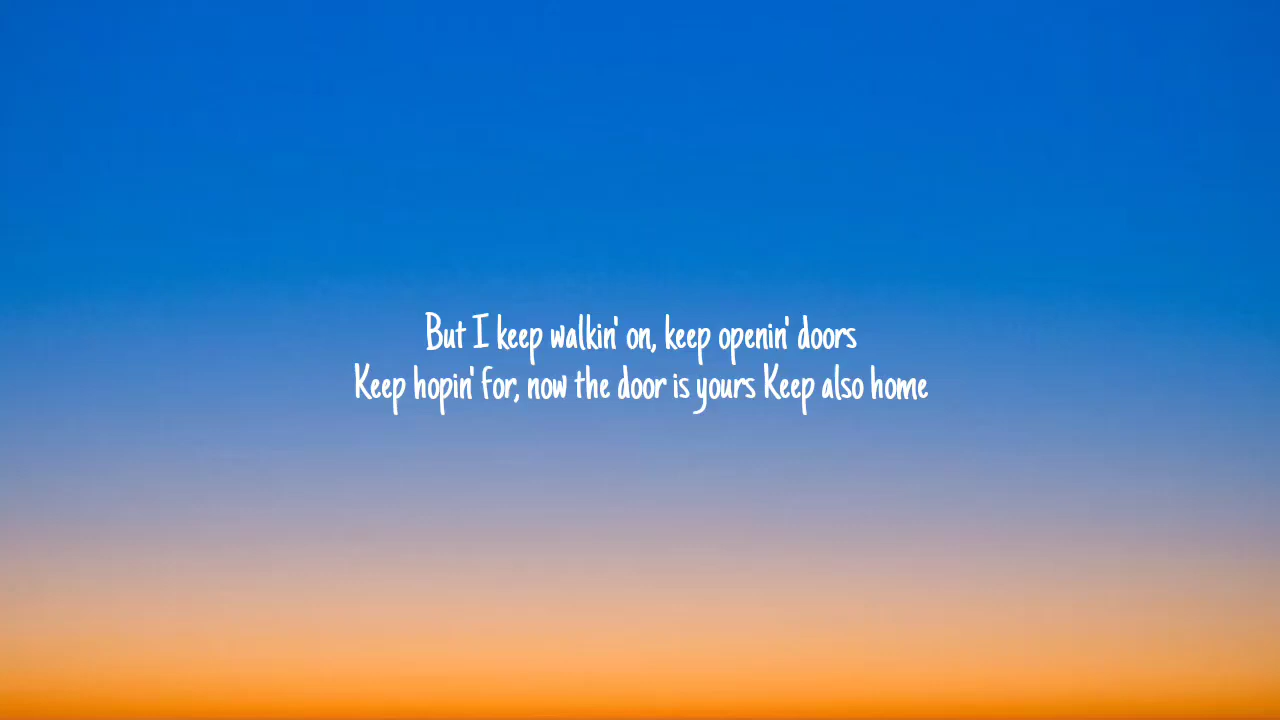 But I keep walkin' on, keep openin' doors
Keep hopin' for, now the door is yours Keep also home